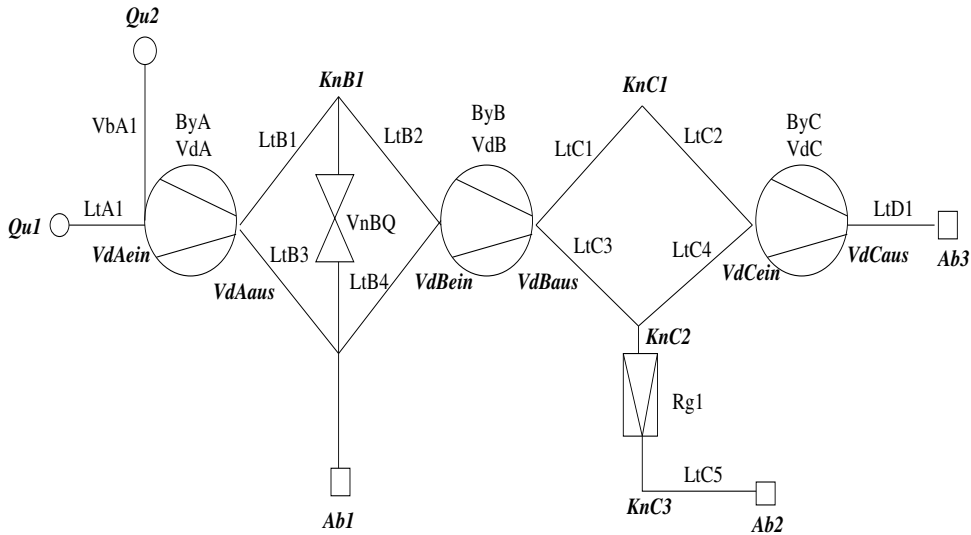 Qu2
KnB1
KnC1
VbA1
ByA
VdA
LtB1
LtB2
ByB
VdB
LtC1
LtC2
ByC
VdC
LtA1
Qu1
VnBQ
LtD1
VdAein
LtB3
LtB4
VdBein
VdBaus
LtC3
LtC4
VdCein
VdCaus
Ab3
VdAaus
KnC2
Rg1
LtC5
KnC3
Ab1
Ab2